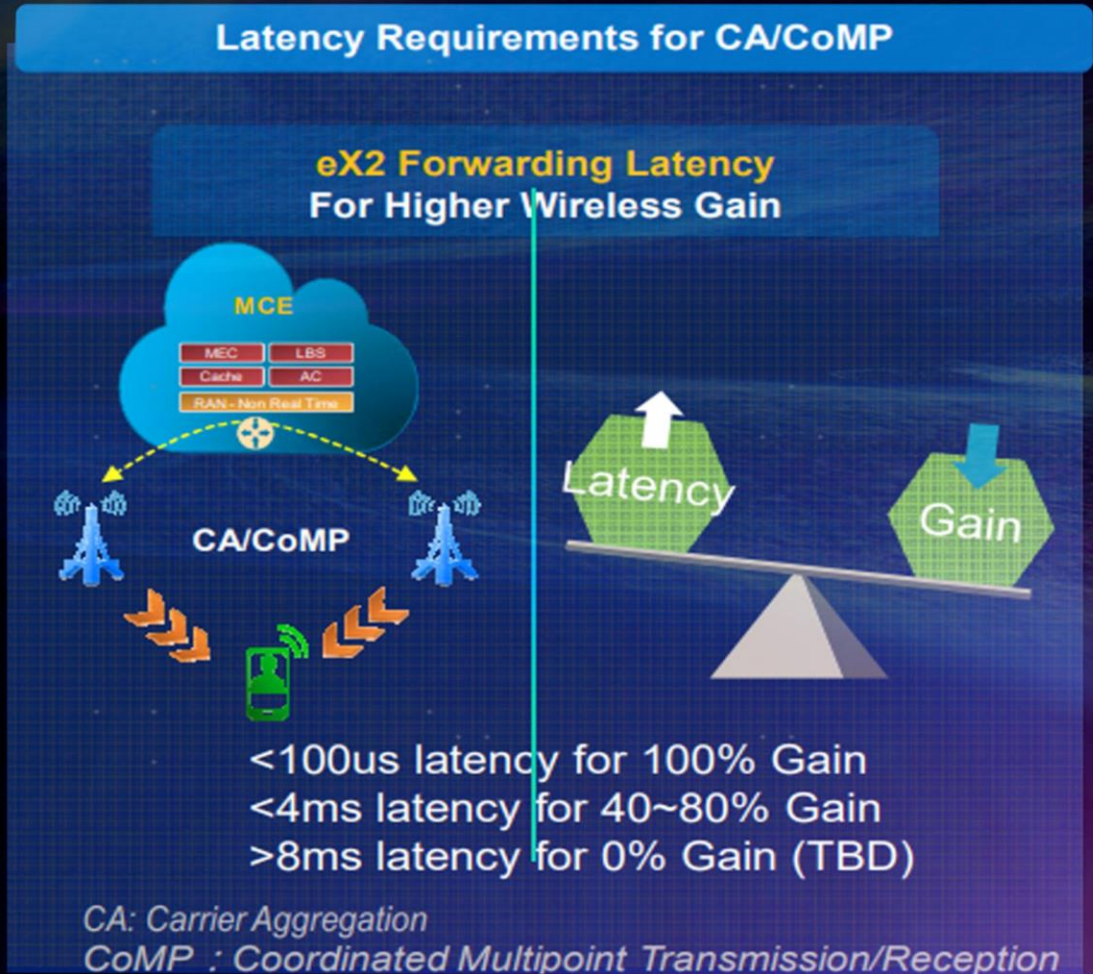 Latency Requirements for CA/CoMP
eX2 Forwarding Latency
For Higher Wireless Gain
MCE
MEC
LBS
Cache
AC
RAN - Non Real Time
CA/CoMP
Latency
Gain
<100us latency for 100% Gain
<4ms latency for 40~80% Gain
>8ms latency for 0% Gain (TBD)
CA: Carrier Aggregation
CoMP : Coordinated Multipoint Transmission/Reception